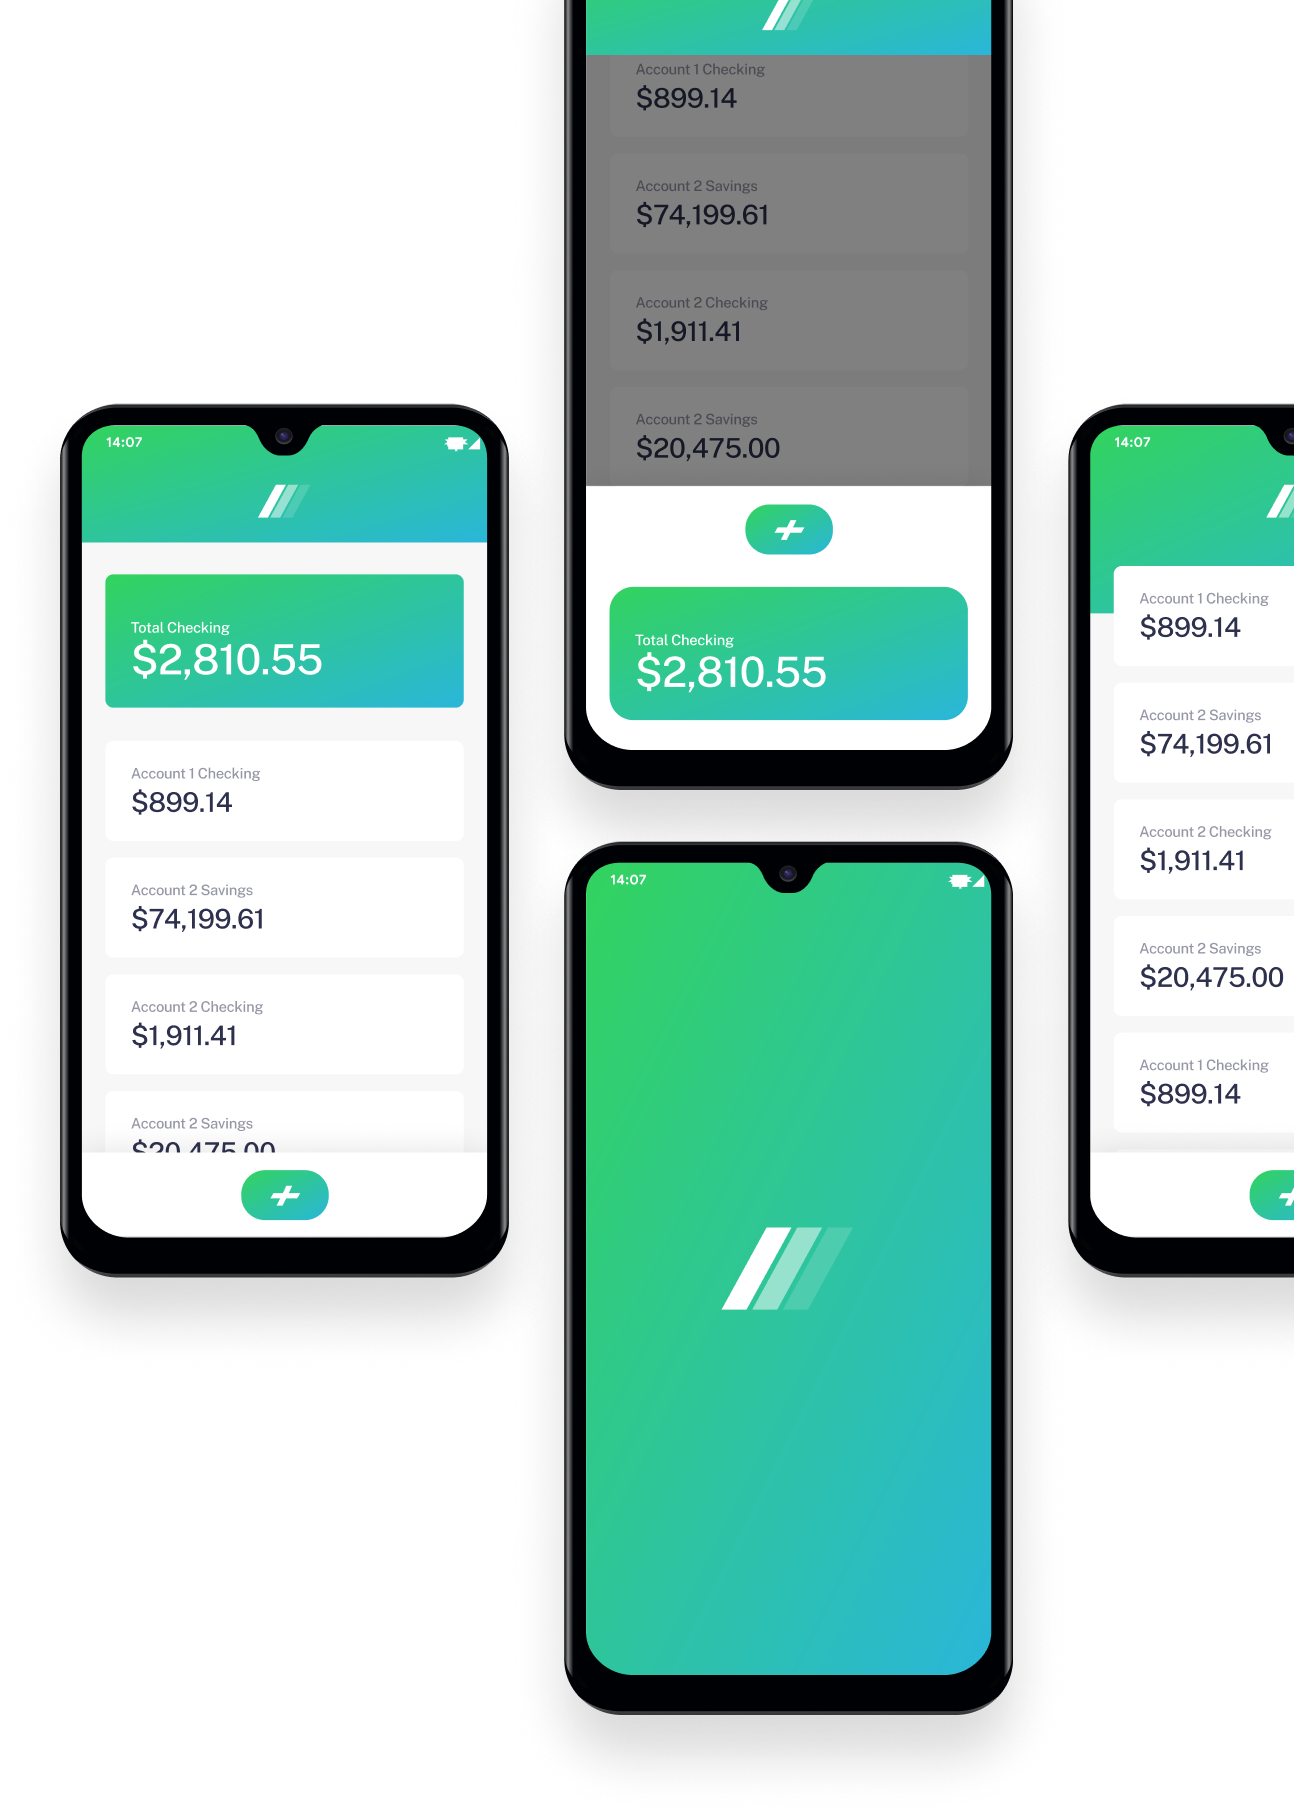 Account 1 Checking
$899.14
Account 2 Savings
$74,199.61
Account 2 Checking
$1,911.41
Account 2 Savings
$20,475.00
Total Checking
$2,810.55
14:07
Total Checking
$2,810.55
Account 1 Checking
$899.14
Account 2 Savings
$74,199.61
Account 2 Checking
$1,911.41
Account 2 Savings
$20,475.00
14:07
14:07
Account 1 Checking
$899.14
Account 2 Savings
$74,199.61
Account 2 Checking
$1,911.41
Account 2 Savings
$20,475.00
Account 1 Checking
$899.14